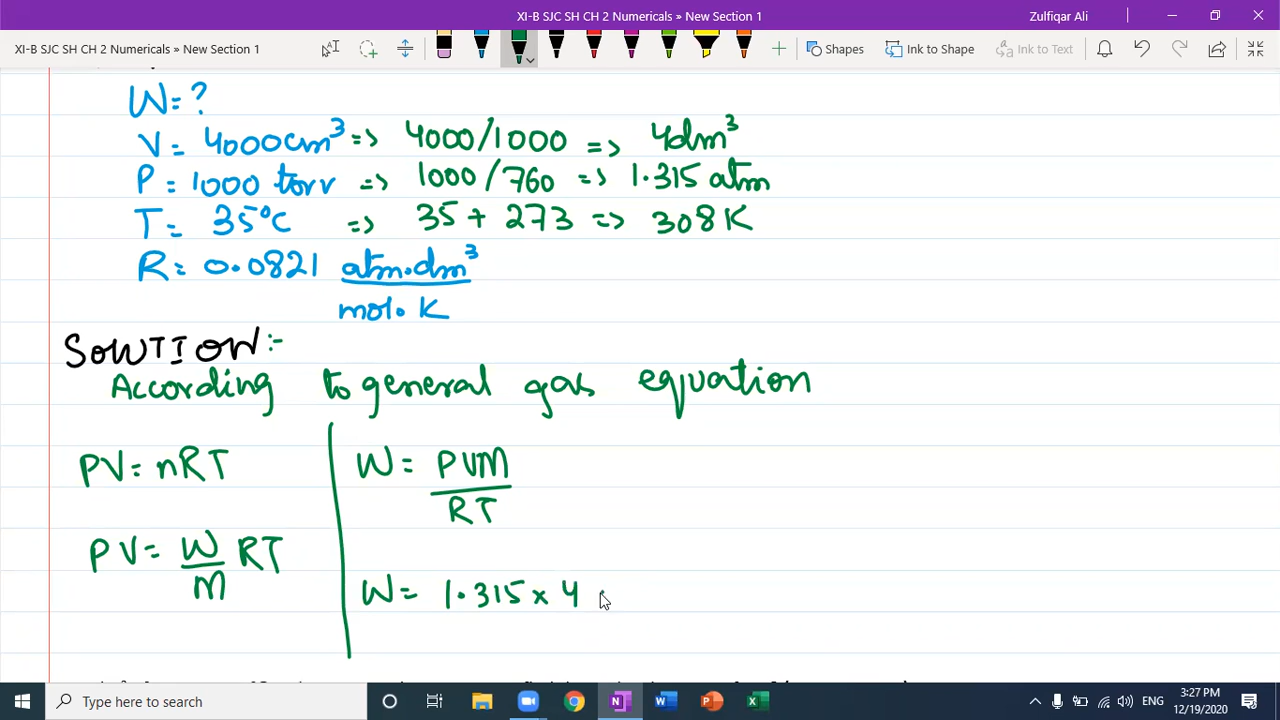 XI-B SJC SH CH 2 Numericals » New Section 1
Zulfiqar Ali
XI-B SJC SH CH 2 Numericals » New Section 1
Shapes
Ink to Shape
Ink to Text
W= ?
V= 4000cm³ => 4000/1000 => 4dm³
P= 1000 torr => 1000/760 => 1.315 atm
T= 35°C => 35 + 273 => 308K
R= 0.0821 atm.dm³
mol. K
SOLUTION:-
According to general gas equation
PV= nRT
PV= W RT
M
W= PVM
RT
W= 1.315 x 4
Type here to search
ENG
3:27 PM
12/19/2020